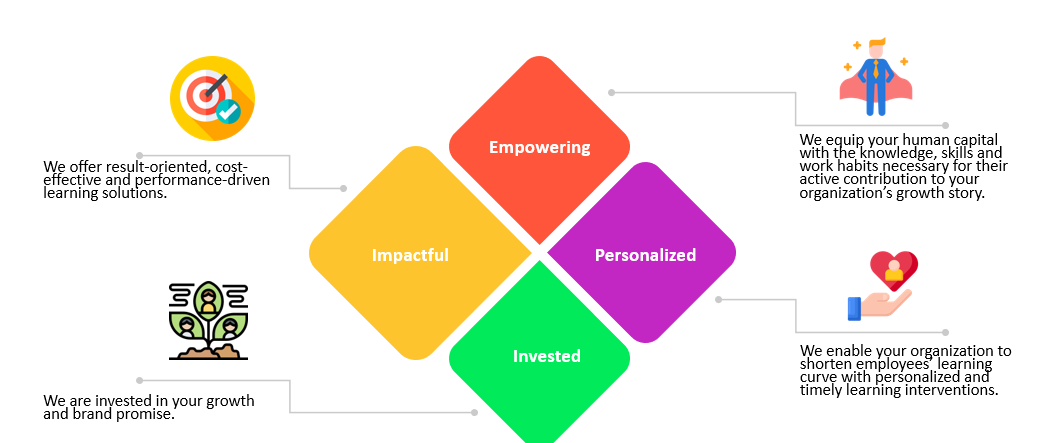 Empowering
We equip your human capital
with the knowledge, skills and
work habits necessary for their
active contribution to your
organization's growth story.
We offer result-oriented, cost-
effective and performance-driven
learning solutions.
Impactful
Personalized
We enable your organization to
shorten employees' learning
curve with personalized and
timely learning interventions.
Invested
We are invested in your growth
and brand promise.